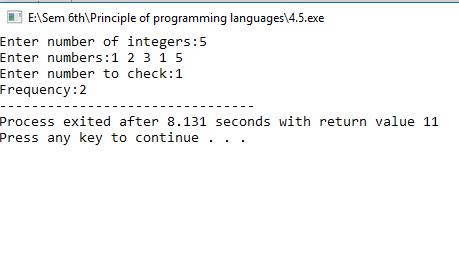 E:\Sem 6th\Principle of programming languages\4.5.exe
Enter number of integers:5
Enter numbers:1 2 3 1 5
Enter number to check:1
Frequency:2
--------------------------------
Process exited after 8.131 seconds with return value 11
Press any key to continue . . .